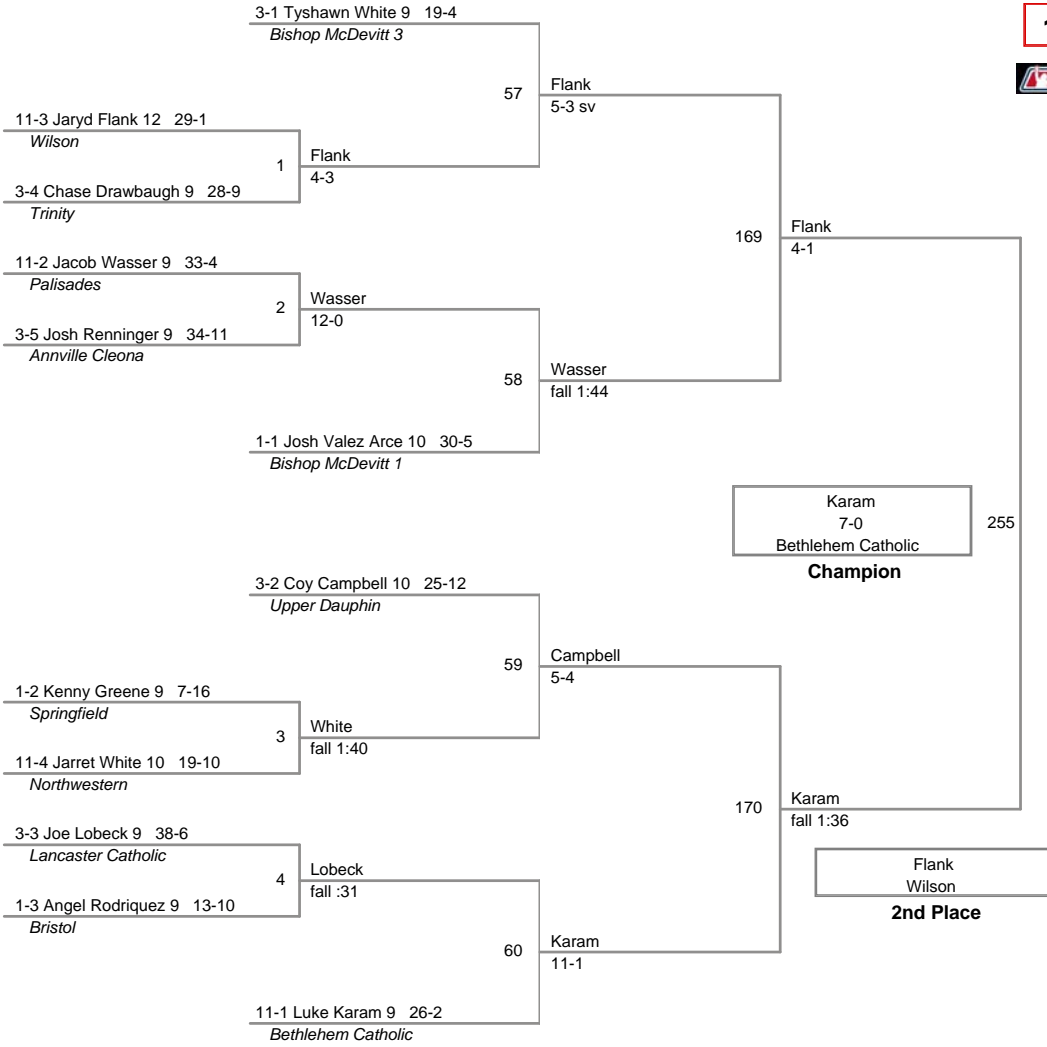 3-1 Tyshawn White 9 19-4
Bishop McDevitt 3
57
Flank
5-3 sv
11-3 Jaryd Flank 12 29-1
Wilson
1
Flank
4-3
3-4 Chase Drawbaugh 9 28-9
Trinity
169
Flank
4-1
11-2 Jacob Wasser 9 33-4
Palisades
2
Wasser
12-0
3-5 Josh Renninger 9 34-11
Annville Cleona
58
Wasser
fall 1:44
1-1 Josh Valez Arce 10 30-5
Bishop McDevitt 1
Karam
7-0
Bethlehem Catholic
255
Champion
3-2 Coy Campbell 10 25-12
Upper Dauphin
59
Campbell
5-4
1-2 Kenny Greene 9 7-16
Springfield
3
White
fall 1:40
11-4 Jarret White 10 19-10
Northwestern
170
Karam
fall 1:36
3-3 Joe Lobeck 9 38-6
Lancaster Catholic
4
Lobeck
fall :31
1-3 Angel Rodriquez 9 13-10
Bristol
Flank
Wilson
2nd Place
60
Karam
11-1
11-1 Luke Karam 9 26-2
Bethlehem Catholic